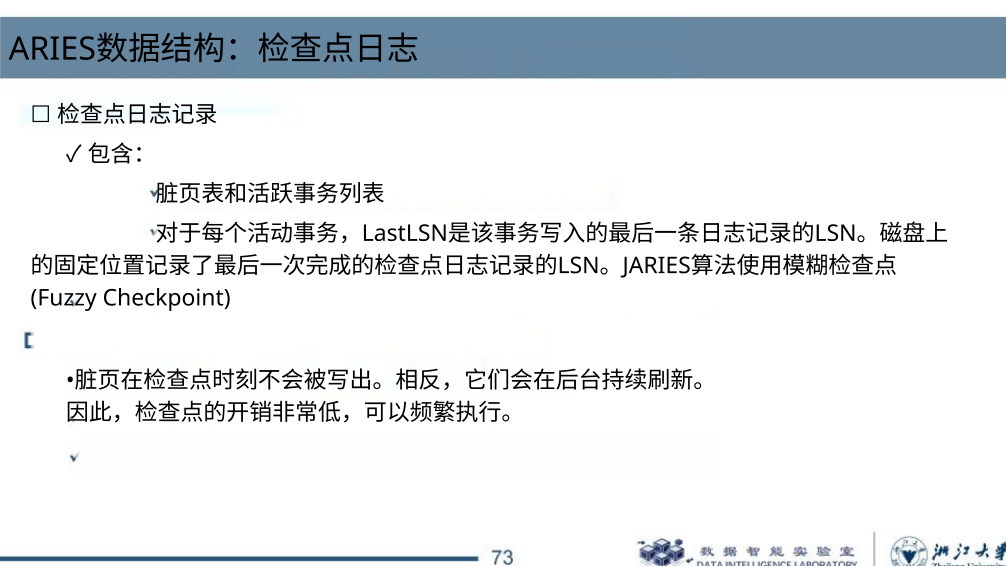 ARIES数据结构：检查点日志
☐ 检查点日志记录
✓ 包含：
✓脏页表和活跃事务列表
✓对于每个活动事务，LastLSN是该事务写入的最后一条日志记录的LSN。磁盘上
的固定位置记录了最后一次完成的检查点日志记录的LSN。JARIES算法使用模糊检查点
(Fuzzy Checkpoint)
•脏页在检查点时刻不会被写出。相反，它们会在后台持续刷新。
因此，检查点的开销非常低，可以频繁执行。
73
数据智能实验室
DATA INTELLIGENCE LABORATORY
浙江大学
Zhejiang University